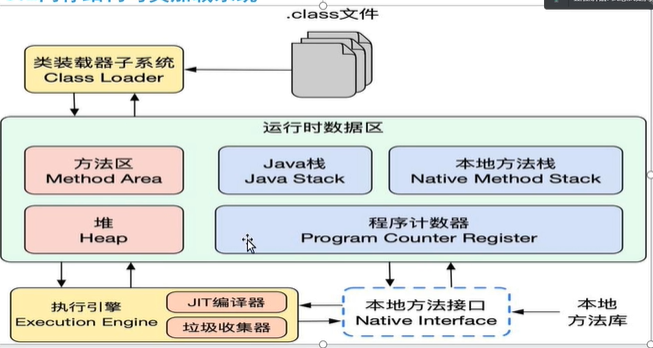 .class文件
类装载器子系统
Class Loader
运行时数据区
方法区
Method Area
Java栈
Java Stack
本地方法栈
Native Method Stack
堆
Heap
程序计数器
Program Counter Register
执行引擎
Execution Engine
JIT编译器
垃圾收集器
本地方法接口
Native Interface
本地
方法库